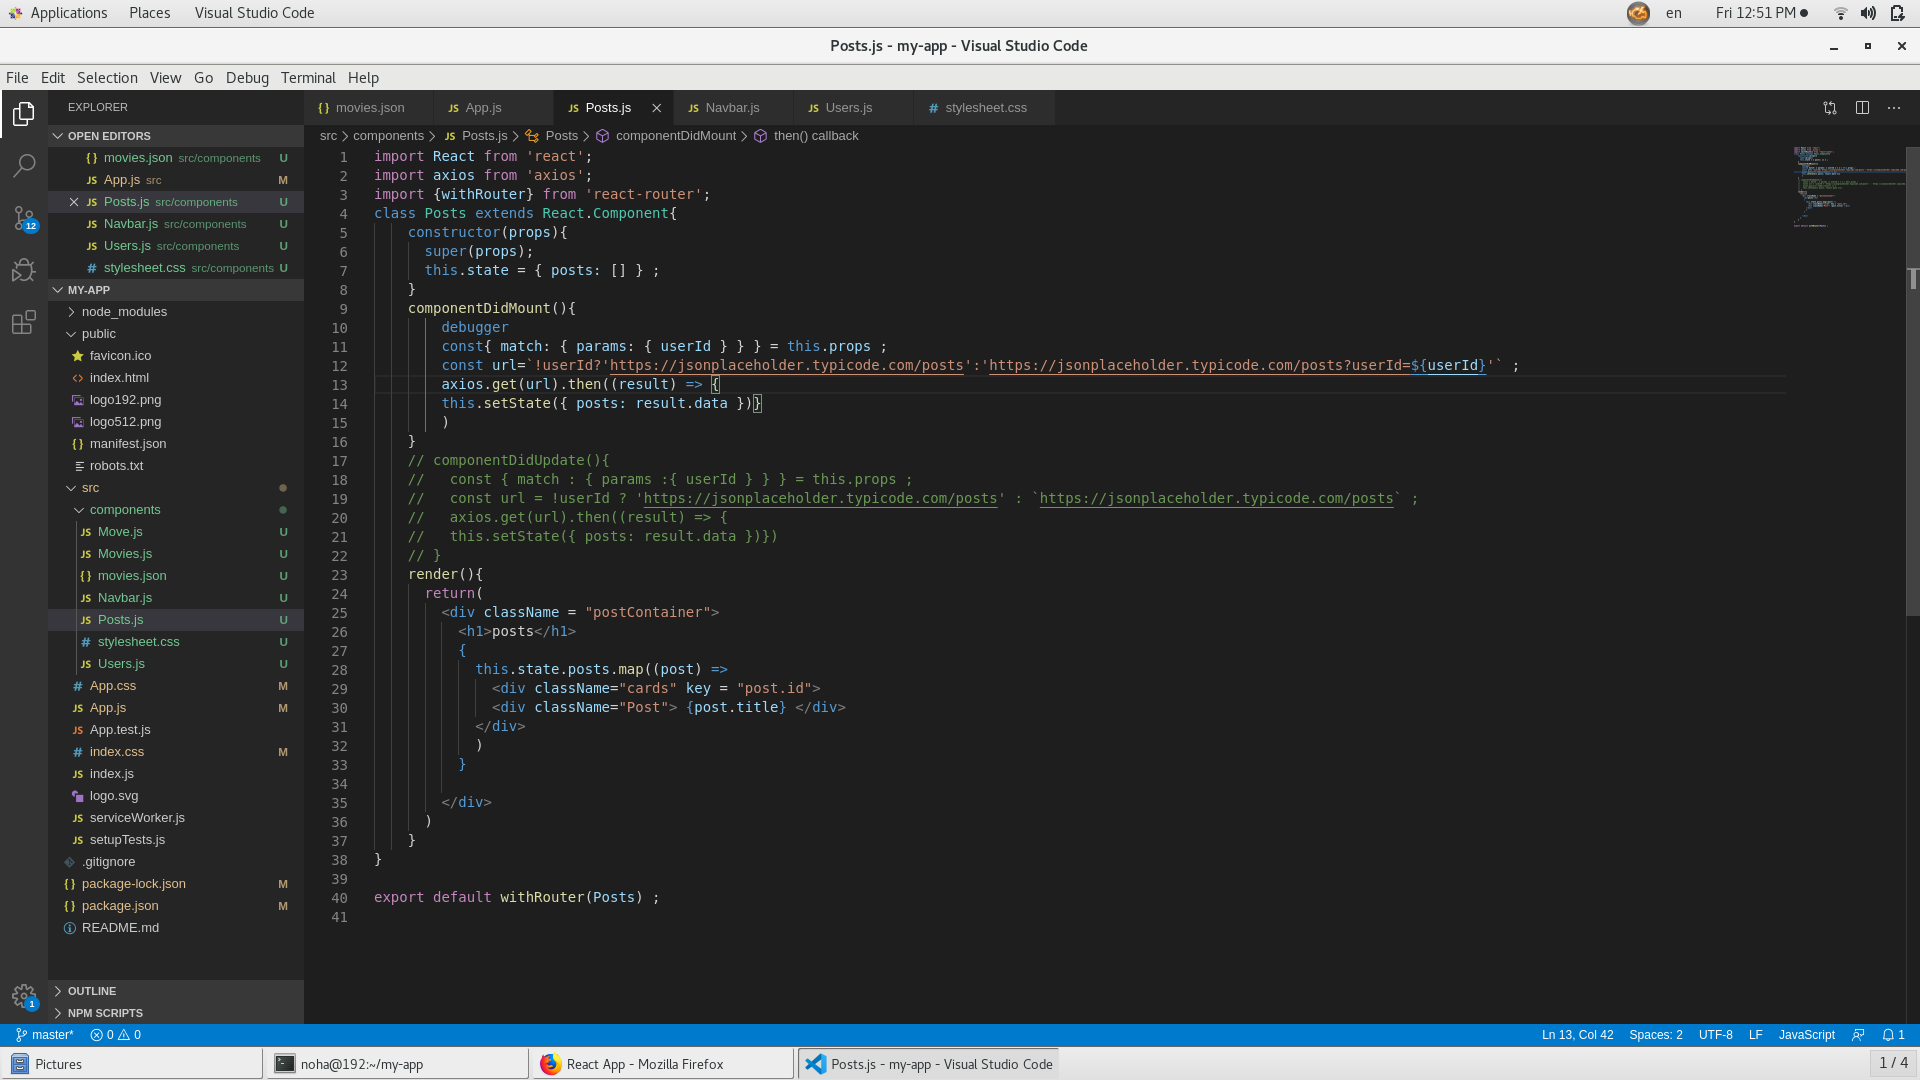 Applications Places Visual Studio Code en Fri 12:51 PM
Posts.js - my-app - Visual Studio Code
File Edit Selection View Go Debug Terminal Help
EXPLORER
OPEN EDITORS
{} movies.json src/components U
JS App.js src M
JS Posts.js src/components U
JS Navbar.js src/components U
JS Users.js src/components U
# stylesheet.css src/components U
MY-APP
node_modules
public
favicon.ico
<> index.html
logo192.png
logo512.png
{} manifest.json
robots.txt
src
components
JS Move.js U
JS Movies.js U
{} movies.json U
JS Navbar.js U
JS Posts.js U
# stylesheet.css U
JS Users.js U
# App.css M
JS App.js M
JS App.test.js
# index.css M
JS index.js
logo.svg
JS serviceWorker.js
JS setupTests.js
.gitignore
{} package-lock.json M
{} package.json M
README.md
OUTLINE
NPM SCRIPTS
12
1
{} movies.json JS App.js JS Posts.js JS Navbar.js JS Users.js # stylesheet.css
src > components > JS Posts.js > Posts > componentDidMount > then() callback
1 import React from 'react';
2 import axios from 'axios';
3 import {withRouter} from 'react-router';
4 class Posts extends React.Component{
5 constructor(props){
6 super(props);
7 this.state = { posts: [] } ;
8 }
9 componentDidMount(){
10 debugger
11 const{ match: { params: { userId } } } = this.props ;
12 const url=`!userId?'https://jsonplaceholder.typicode.com/posts':'https://jsonplaceholder.typicode.com/posts?userId=${userId}'` ;
13 axios.get(url).then((result) => {
14 this.setState({ posts: result.data })}
15 )
16 }
17 // componentDidUpdate(){
18 //   const { match : { params :{ userId } } } = this.props ;
19 //   const url = !userId ? 'https://jsonplaceholder.typicode.com/posts' : `https://jsonplaceholder.typicode.com/posts` ;
20 //   axios.get(url).then((result) => {
21 //   this.setState({ posts: result.data })})
22 // }
23 render(){
24 return(
25 <div className = "postContainer">
26 <h1>posts</h1>
27 {
28 this.state.posts.map((post) =>
29 <div className="cards" key = "post.id">
30 <div className="Post"> {post.title} </div>
31 </div>
32 )
33 }
34
35 </div>
36 )
37 }
38 }
39
40 export default withRouter(Posts) ;
41
master* 0 0 Ln 13, Col 42 Spaces: 2 UTF-8 LF JavaScript 1
Pictures noha@192:~/my-app React App - Mozilla Firefox Posts.js - my-app - Visual Studio Code 1 / 4